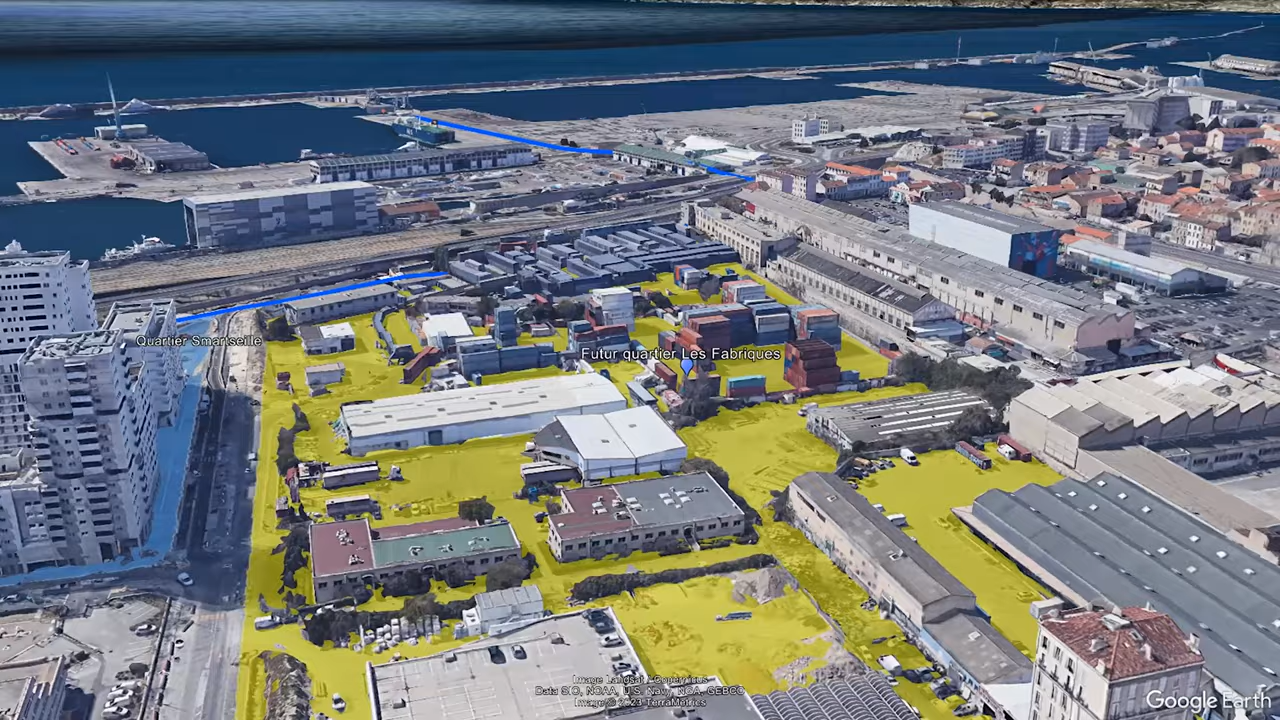 Quartier Smartseille
Futur quartier Les Fabriques
Image Landsat / Copernicus
Data SIO, NOAA, U.S. Navy, NGA, GEBCO
Image © 2023 TerraMetrics
Google Earth